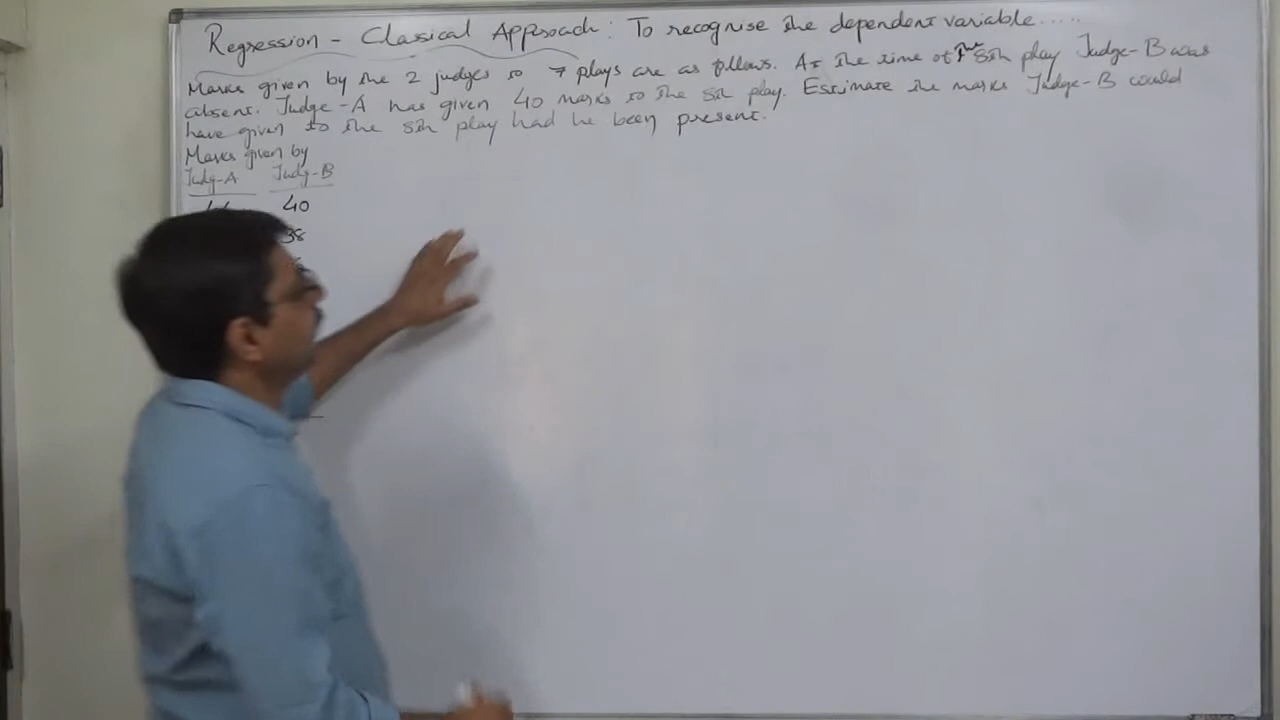 Regression - Classical Approach: To recognise the dependent variable.....
Marks given by the 2 judges to 7 plays are as follows. At the time of the 8th play Judge-B was
absent. Judge-A has given 40 marks to the 8th play. Estimate the marks Judge-B could
have given to the 8th play had he been present.
Marks given by
Judg-A Judg-B
40
38